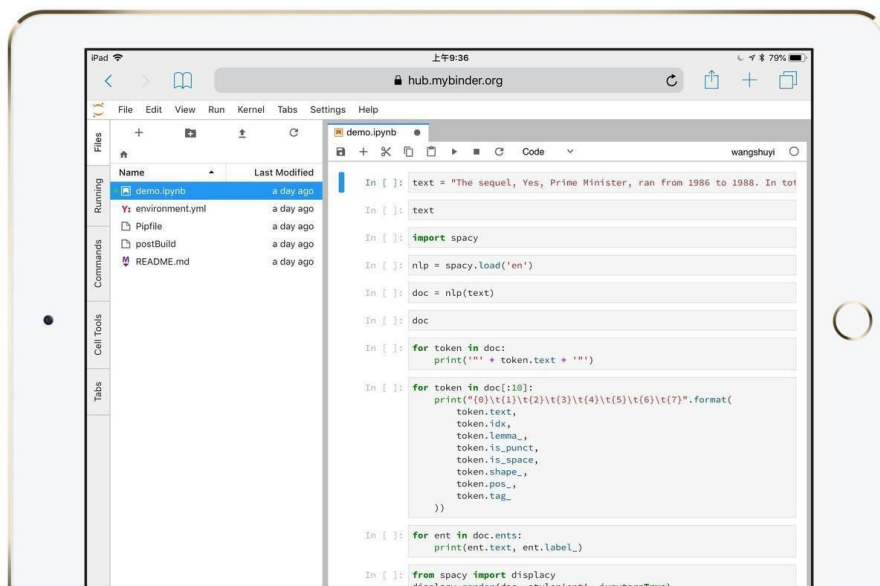 iPad 上午9:36 79%
hub.mybinder.org
File Edit View Run Kernel Tabs Settings Help
Files
Running
Commands
Cell Tools
Tabs
Name Last Modified
demo.ipynb a day ago
Y: environment.yml a day ago
Pipfile a day ago
postBuild a day ago
M README.md a day ago
demo.ipynb
Code wangshuyi
In [ ]: text = "The sequel, Yes, Prime Minister, ran from 1986 to 1988. In tot
In [ ]: text
In [ ]: import spacy
In [ ]: nlp = spacy.load('en')
In [ ]: doc = nlp(text)
In [ ]: doc
In [ ]: for token in doc:
print('"' + token.text + '"')
In [ ]: for token in doc[:10]:
print("{0}\t{1}\t{2}\t{3}\t{4}\t{5}\t{6}\t{7}".format(
token.text,
token.idx,
token.lemma_,
token.is_punct,
token.is_space,
token.shape_,
token.pos_,
token.tag_
))
In [ ]: for ent in doc.ents:
print(ent.text, ent.label_)
In [ ]: from spacy import displacy